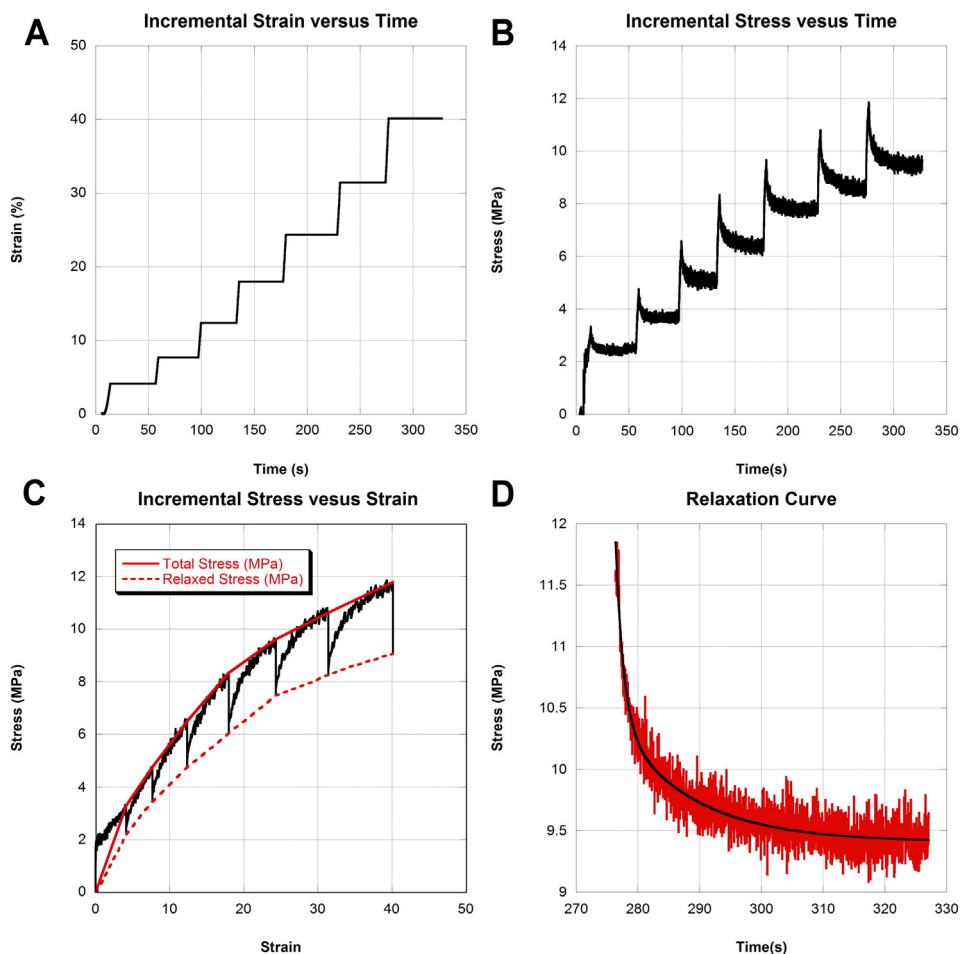 A
Incremental Strain versus Time
50
40
30
20
10
0
Strain (%)
0 50 100 150 200 250 300 350
Time (s)
B
Incremental Stress vesus Time
14
12
10
8
6
4
2
0
Stress (MPa)
0 50 100 150 200 250 300 350
Time(s)
C
Incremental Stress versus Strain
14
12
10
8
6
4
2
0
Stress (MPa)
Total Stress (MPa)
Relaxed Stress (MPa)
0 10 20 30 40 50
Strain
D
Relaxation Curve
12
11.5
11
10.5
10
9.5
9
Stress (MPa)
270 280 290 300 310 320 330
Time(s)